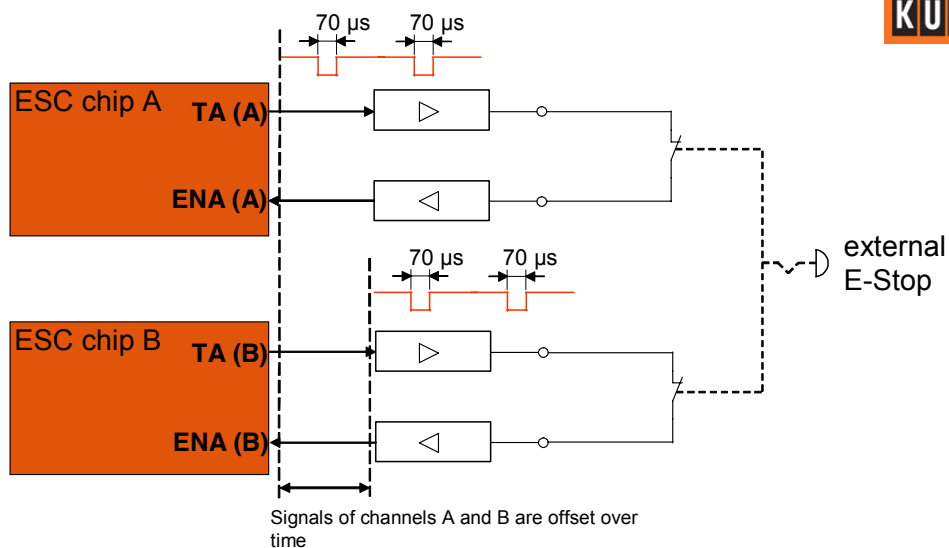 70 µs 70 µs
KU
ESC chip A
TA (A)
ENA (A)
70 µs 70 µs
external
E-Stop
ESC chip B
TA (B)
ENA (B)
Signals of channels A and B are offset over
time